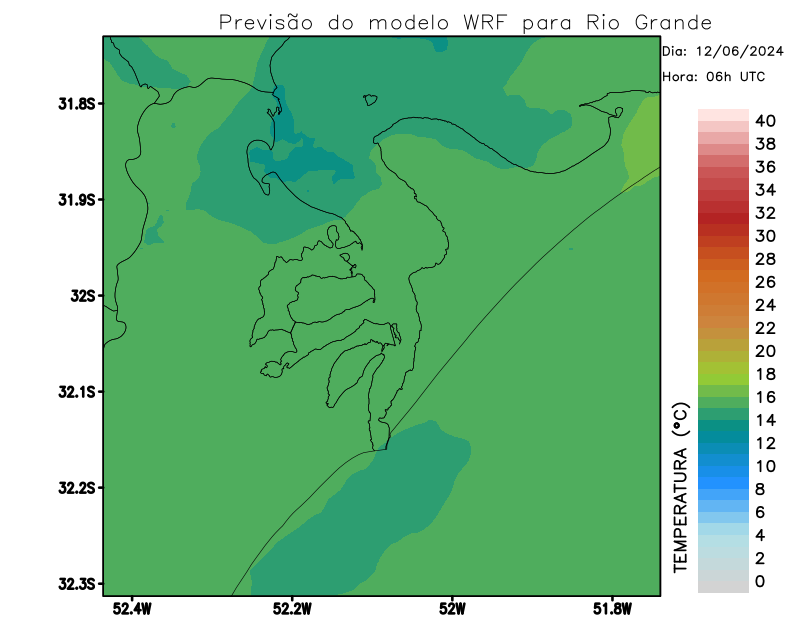 Previsão do modelo WRF para Rio Grande
Dia: 12/06/2024
Hora: 06h UTC
31.8S
31.9S
32S
32.1S
32.2S
32.3S
52.4W
52.2W
52W
51.8W
TEMPERATURA (°C)
40
38
36
34
32
30
28
26
24
22
20
18
16
14
12
10
8
6
4
2
0